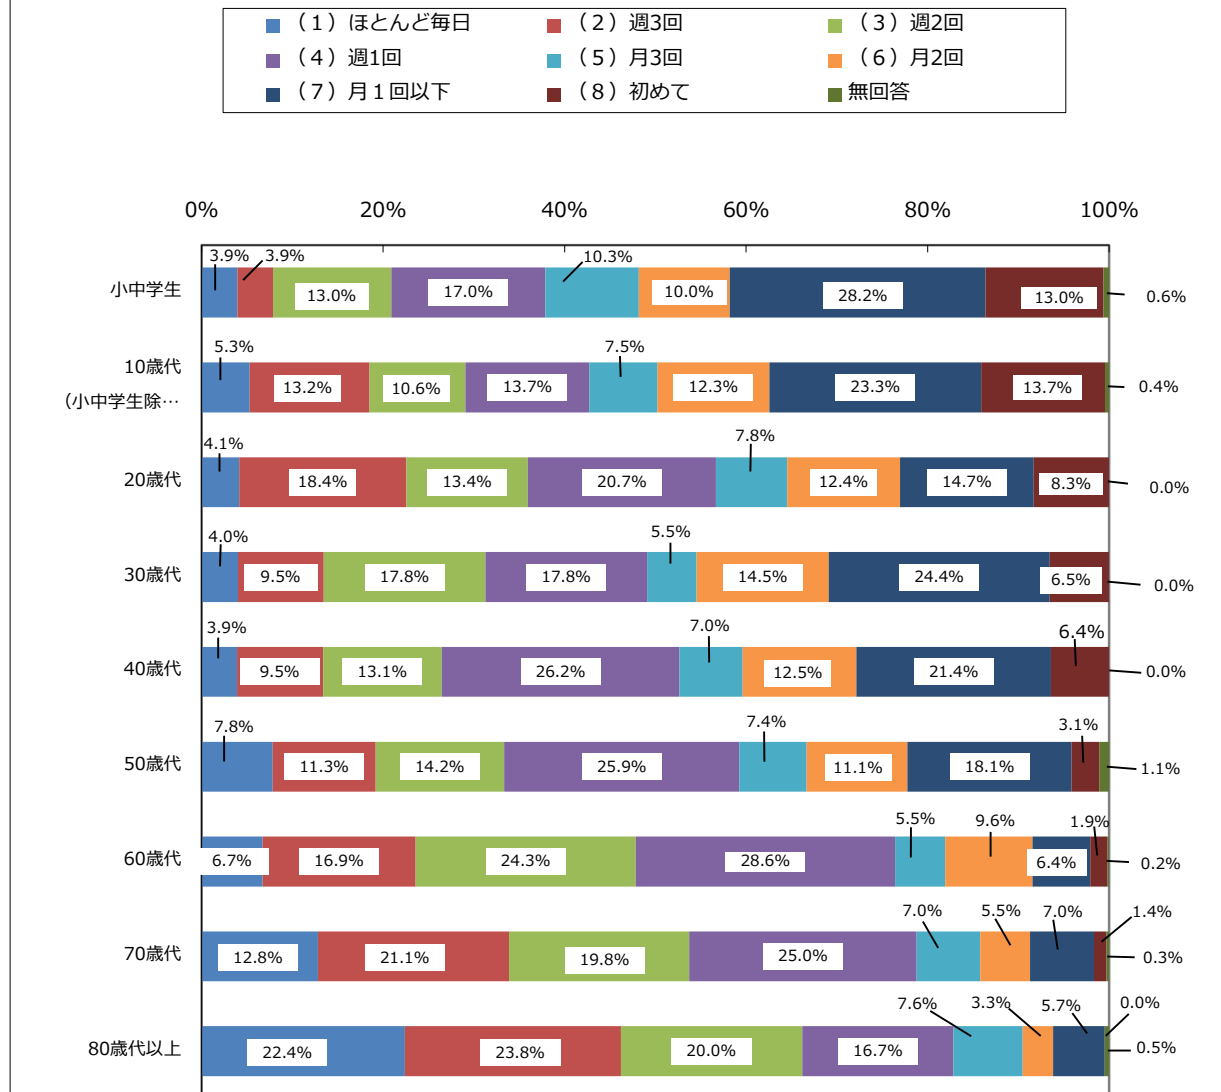 （1）ほとんど毎日 （2）週3回 （3）週2回
（4）週1回 （5）月3回 （6）月2回
（7）月１回以下 （8）初めて 無回答
0% 20% 40% 60% 80% 100%
3.9% 3.9% 10.3%
小中学生 13.0% 17.0% 10.0% 28.2% 13.0% 0.6%
5.3% 7.5%
10歳代
13.2% 10.6% 13.7% 12.3% 23.3% 13.7% 0.4%
（小中学生除…
4.1% 7.8%
20歳代 18.4% 13.4% 20.7% 12.4% 14.7% 8.3% 0.0%
4.0% 5.5%
30歳代 9.5% 17.8% 17.8% 14.5% 24.4% 6.5% 0.0%
3.9% 7.0% 6.4%
40歳代 9.5% 13.1% 26.2% 12.5% 21.4% 0.0%
7.8% 7.4% 3.1%
50歳代 11.3% 14.2% 25.9% 11.1% 18.1% 1.1%
5.5% 9.6% 1.9%
60歳代 6.7% 16.9% 24.3% 28.6% 6.4% 0.2%
7.0% 5.5% 7.0% 1.4%
70歳代 12.8% 21.1% 19.8% 25.0% 0.3%
7.6% 3.3% 5.7% 0.0%
80歳代以上 22.4% 23.8% 20.0% 16.7% 0.5%